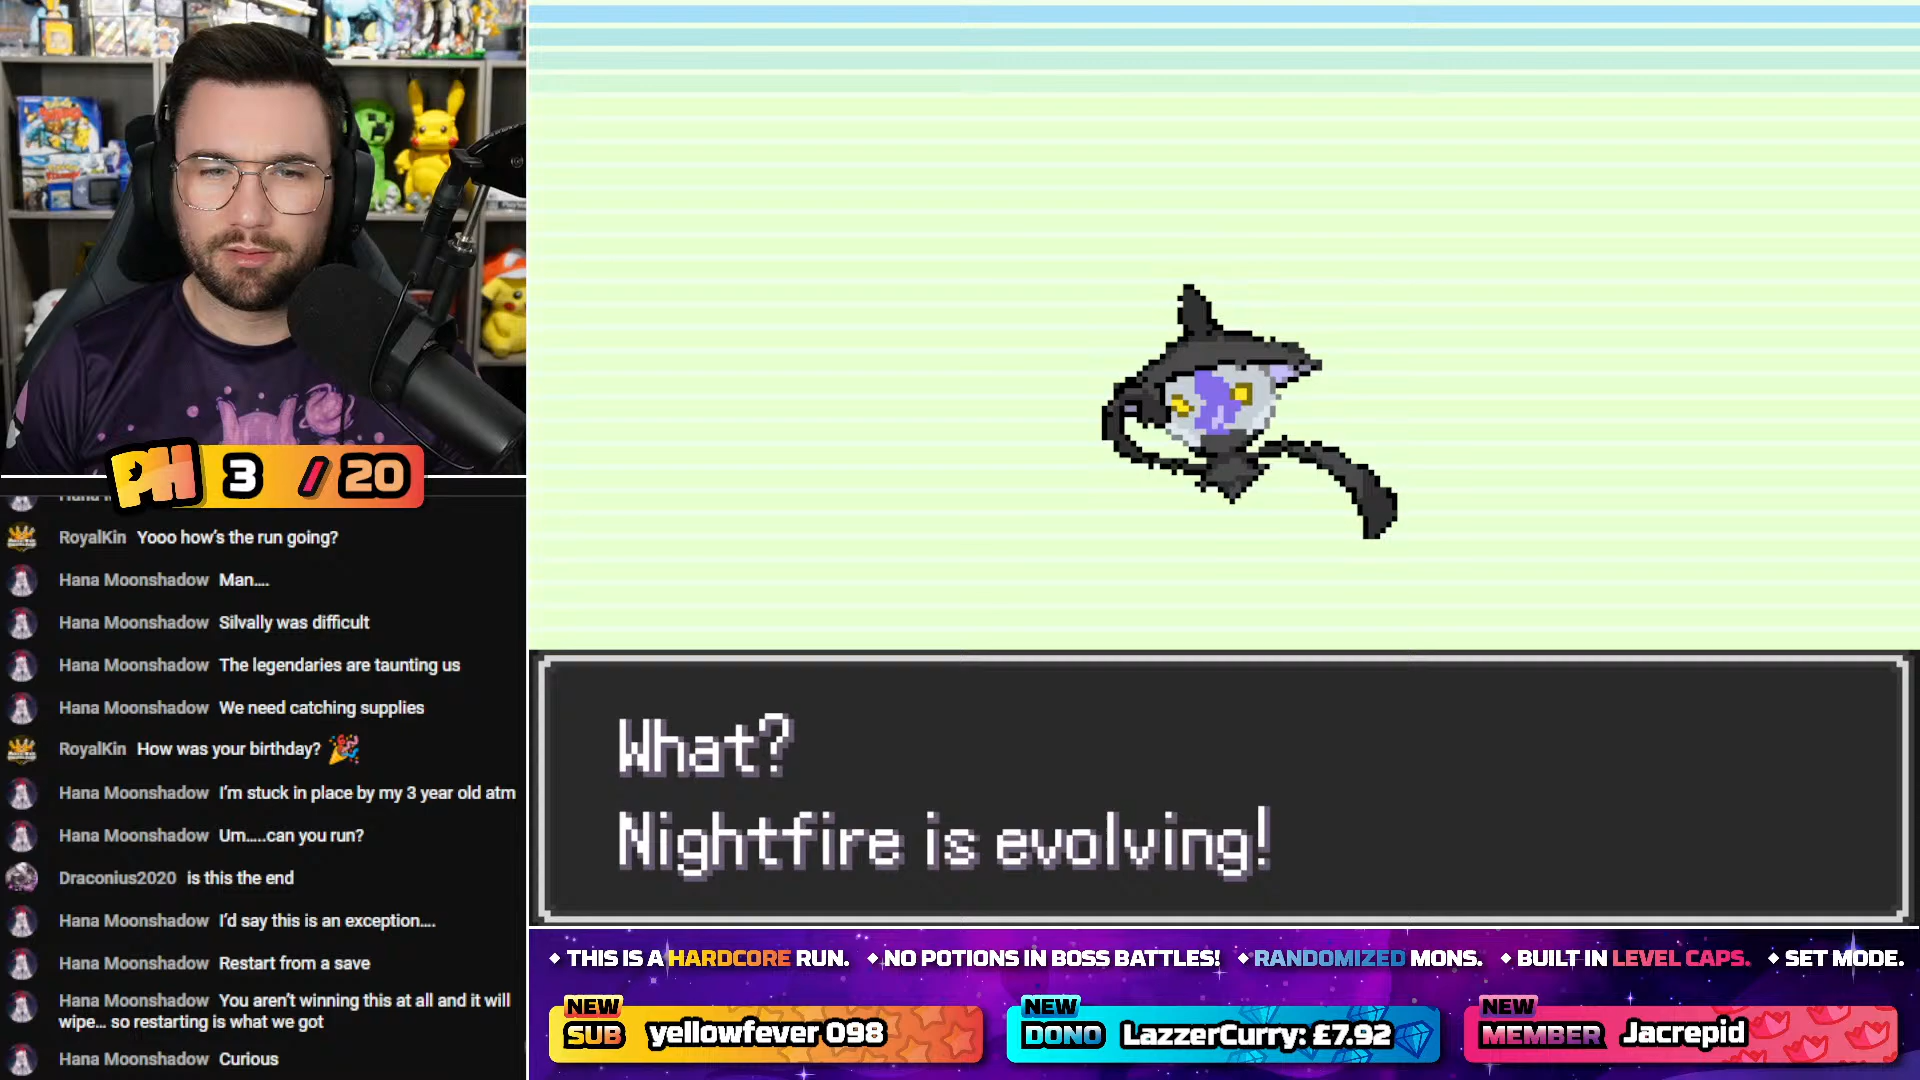 PH 3 / 20
RoyalKin Yooo how's the run going?
Hana Moonshadow Man....
Hana Moonshadow Silvally was difficult
Hana Moonshadow The legendaries are taunting us
Hana Moonshadow We need catching supplies
RoyalKin How was your birthday? 🎉
Hana Moonshadow I'm stuck in place by my 3 year old atm
Hana Moonshadow Um.....can you run?
Draconius2020 is this the end
Hana Moonshadow I'd say this is an exception....
Hana Moonshadow Restart from a save
Hana Moonshadow You aren't winning this at all and it will
wipe... so restarting is what we got
Hana Moonshadow Curious
What?
Nightfire is evolving!
◆ THIS IS A HARDCORE RUN. ◆ NO POTIONS IN BOSS BATTLES! ◆ RANDOMIZED MONS. ◆ BUILT IN LEVEL CAPS. ◆ SET MODE.
NEW
SUB yellowfever 098
NEW
DONO LazzerCurry: £7.92
NEW
MEMBER Jacrepid